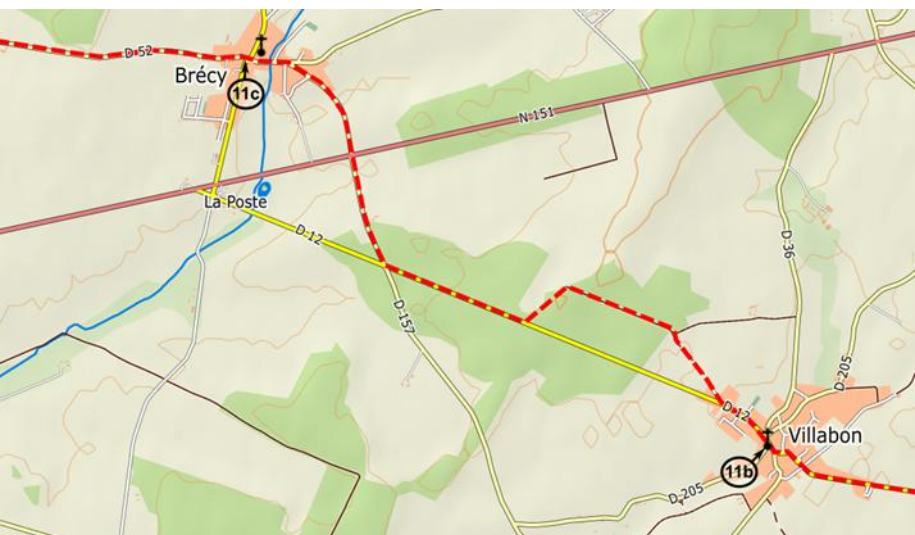 D 52
Brécy
11c
N 151
La Poste
D 12
D 36
D 157
D 205
D 12
Villabon
11b
D 205